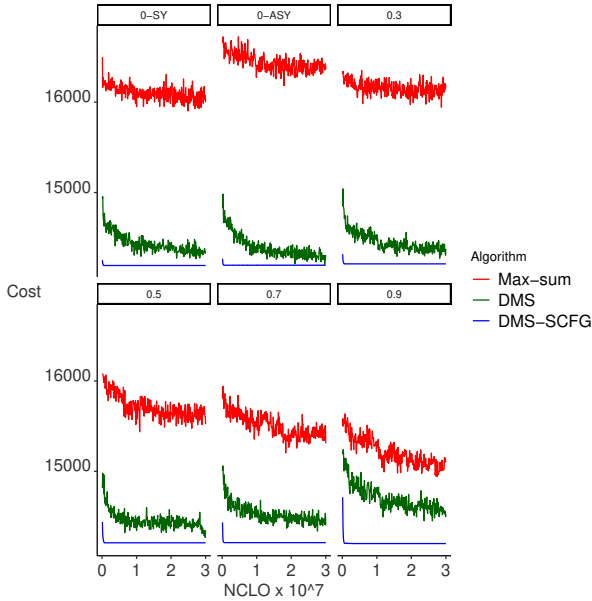 0-SY 0-ASY 0.3
16000
15000
Cost
0.5 0.7 0.9
16000
15000
0 1 2 3 0 1 2 3 0 1 2 3
NCLO x 10^7
Algorithm
Max-sum
DMS
DMS-SCFG